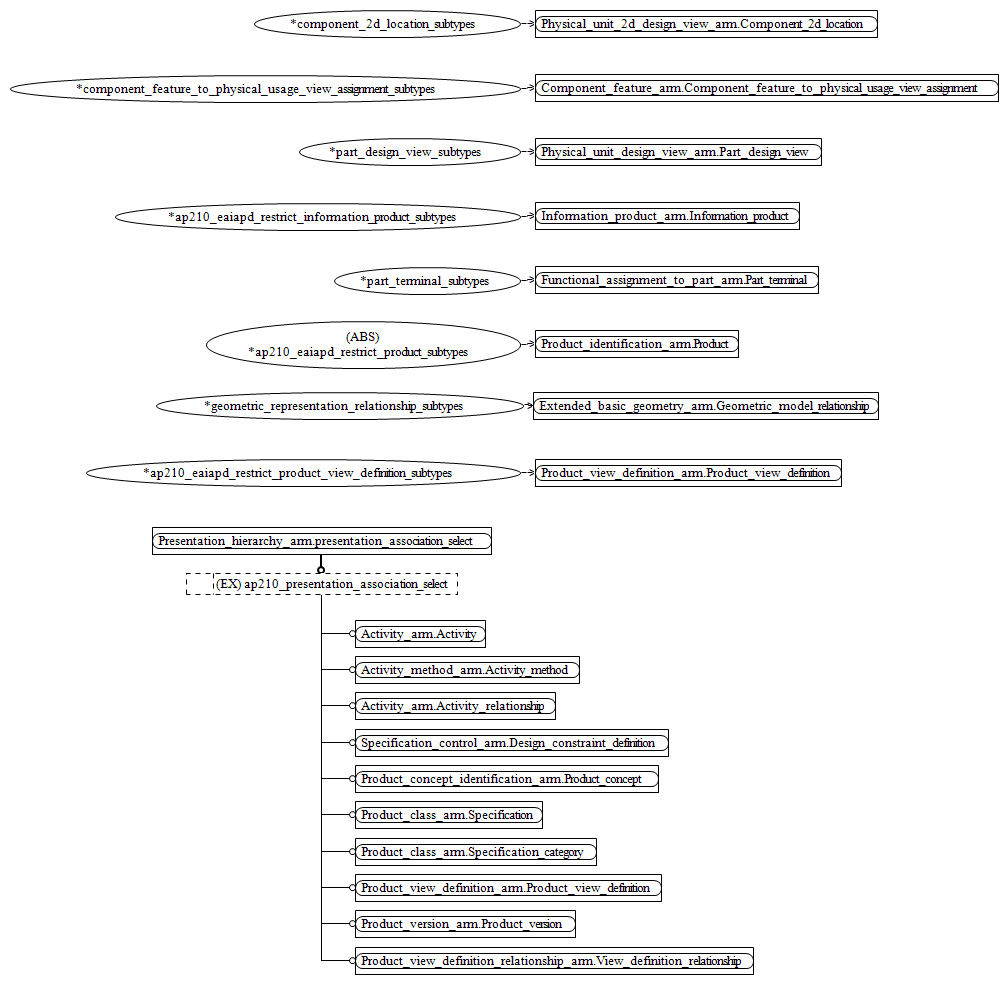 *component_2d_location_subtypes
Physical_unit_2d_design_view_arm.Component_2d_location
*component_feature_to_physical_usage_view_assignment_subtypes
Component_feature_arm.Component_feature_to_physical_usage_view_assignment
*part_design_view_subtypes
Physical_unit_design_view_arm.Part_design_view
*ap210_eaiapd_restrict_information_product_subtypes
Information_product_arm.Information_product
*part_terminal_subtypes
Functional_assignment_to_part_arm.Part_terminal
(ABS)
*ap210_eaiapd_restrict_product_subtypes
Product_identification_arm.Product
*geometric_representation_relationship_subtypes
Extended_basic_geometry_arm.Geometric_model_relationship
*ap210_eaiapd_restrict_product_view_definition_subtypes
Product_view_definition_arm.Product_view_definition
Presentation_hierarchy_arm.presentation_association_select
(EX) ap210_presentation_association_select
Activity_arm.Activity
Activity_method_arm.Activity_method
Activity_arm.Activity_relationship
Specification_control_arm.Design_constraint_definition
Product_concept_identification_arm.Product_concept
Product_class_arm.Specification
Product_class_arm.Specification_category
Product_view_definition_arm.Product_view_definition
Product_version_arm.Product_version
Product_view_definition_relationship_arm.View_definition_relationship